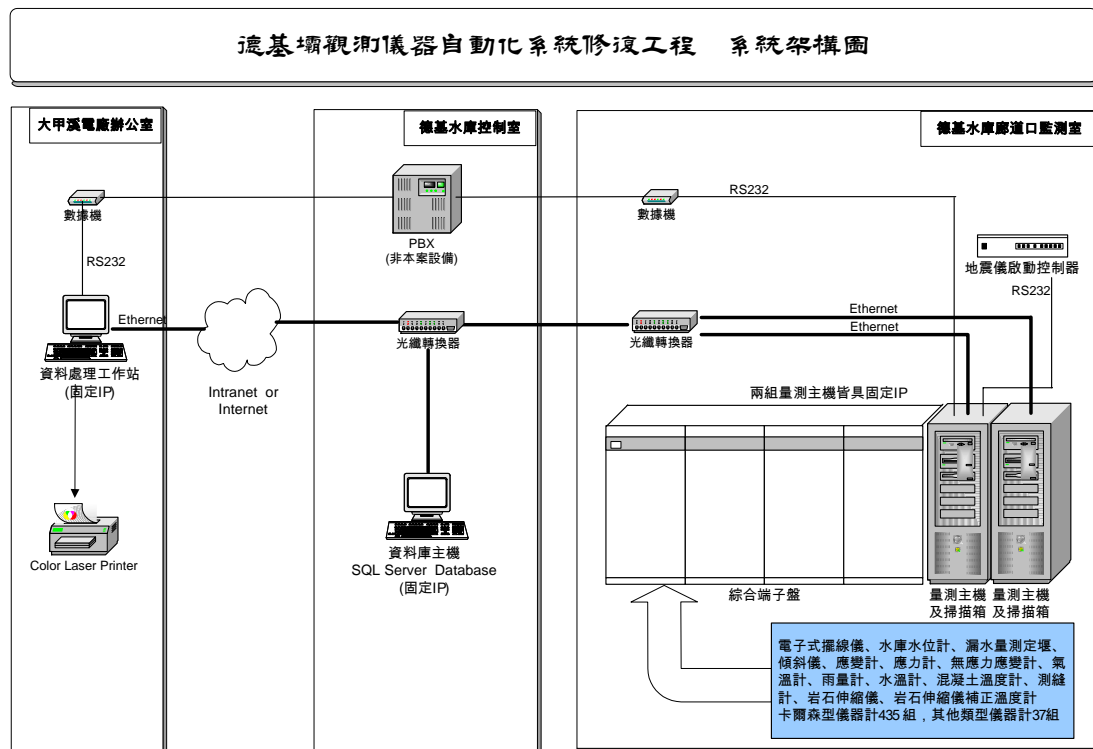 德基壩觀測儀器自動化系統修復工程 系統架構圖
大甲溪電廠辦公室
德基水庫控制室
德基水庫廊道口監測室
數據機
RS232
PBX
(非本案設備)
數據機
RS232
地震儀啟動控制器
RS232
Ethernet
資料處理工作站
(固定IP)
Intranet or
Internet
光纖轉換器
光纖轉換器
Ethernet
Ethernet
兩組量測主機皆具固定IP
Color Laser Printer
資料庫主機
SQL Server Database
(固定IP)
綜合端子盤
量測主機
及掃描箱
量測主機
及掃描箱
電子式擺線儀、水庫水位計、漏水量測定堰、
傾斜儀、應變計、應力計、無應力應變計、氣
溫計、雨量計、水溫計、混凝土溫度計、測縫
計、岩石伸縮儀、岩石伸縮儀補正溫度計
卡爾森型儀器計435組，其他類型儀器計37組